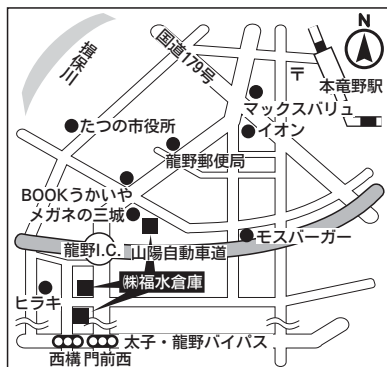 N
揖保川
国道179号
〒
本竜野駅
マックスバリュ
イオン
たつの市役所
龍野郵便局
BOOKうかいや
メガネの三城
龍野I.C.
山陽自動車道
モスバーガー
㈱福水倉庫
ヒラキ
太子・龍野バイパス
西構
門前西